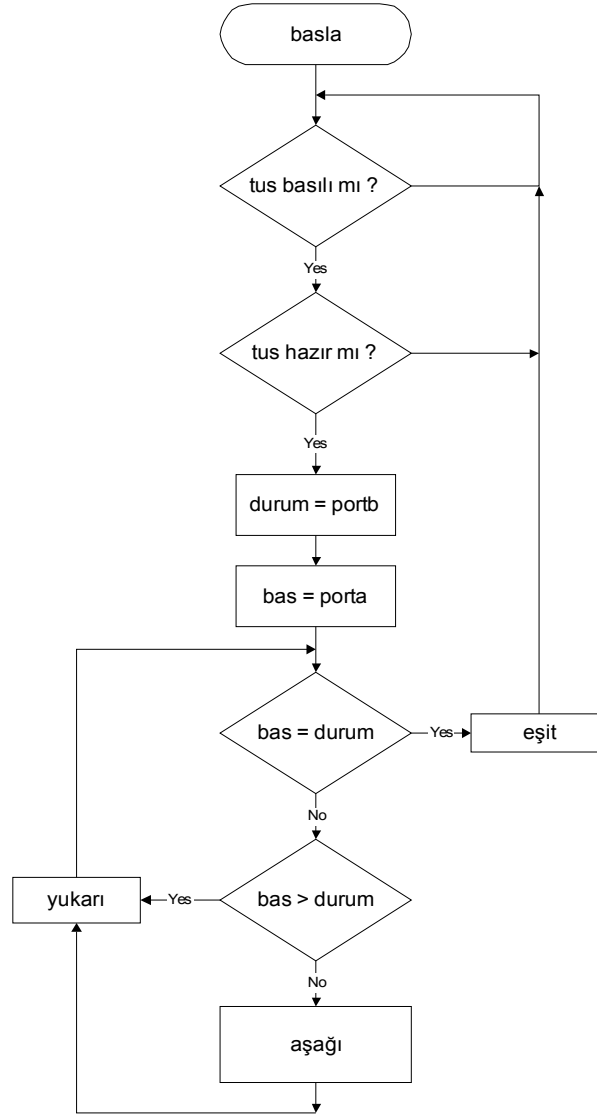 basla
tus basılı mı ?
Yes
tus hazır mı ?
Yes
durum = portb
bas = porta
bas = durum
Yes
eşit
No
bas > durum
Yes
yukarı
No
aşağı